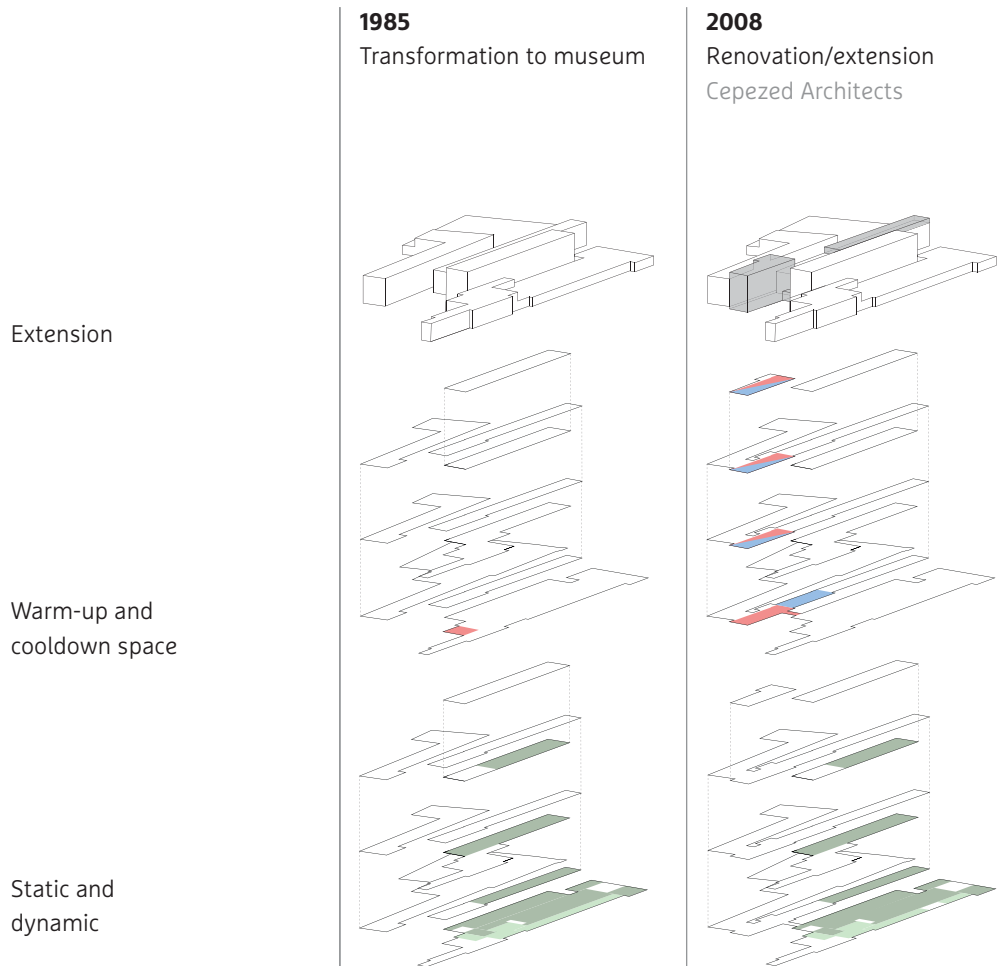 1985
Transformation to museum
2008
Renovation/extension
Cepezed Architects
Extension
Warm-up and
cooldown space
Static and
dynamic